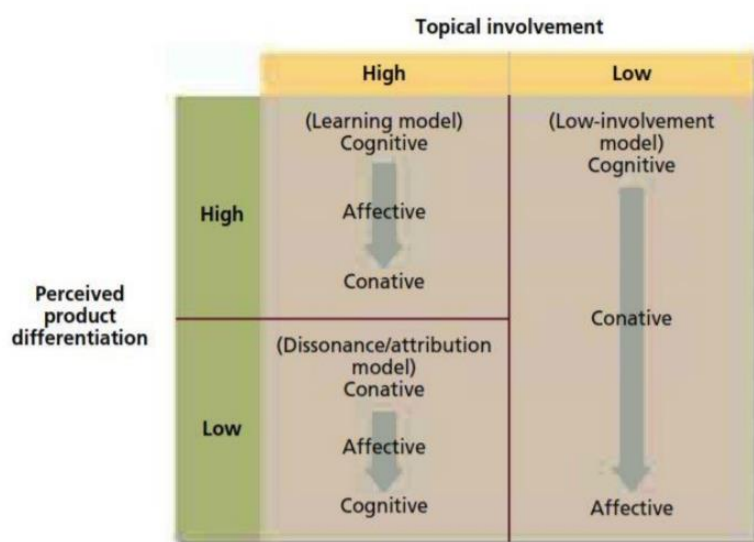 Topical involvement
High
Low
(Learning model)
Cognitive
Affective
Conative
(Low-involvement
model)
Cognitive
Conative
Affective
High
Perceived
product
differentiation
(Dissonance/attribution
model)
Conative
Affective
Cognitive
Low